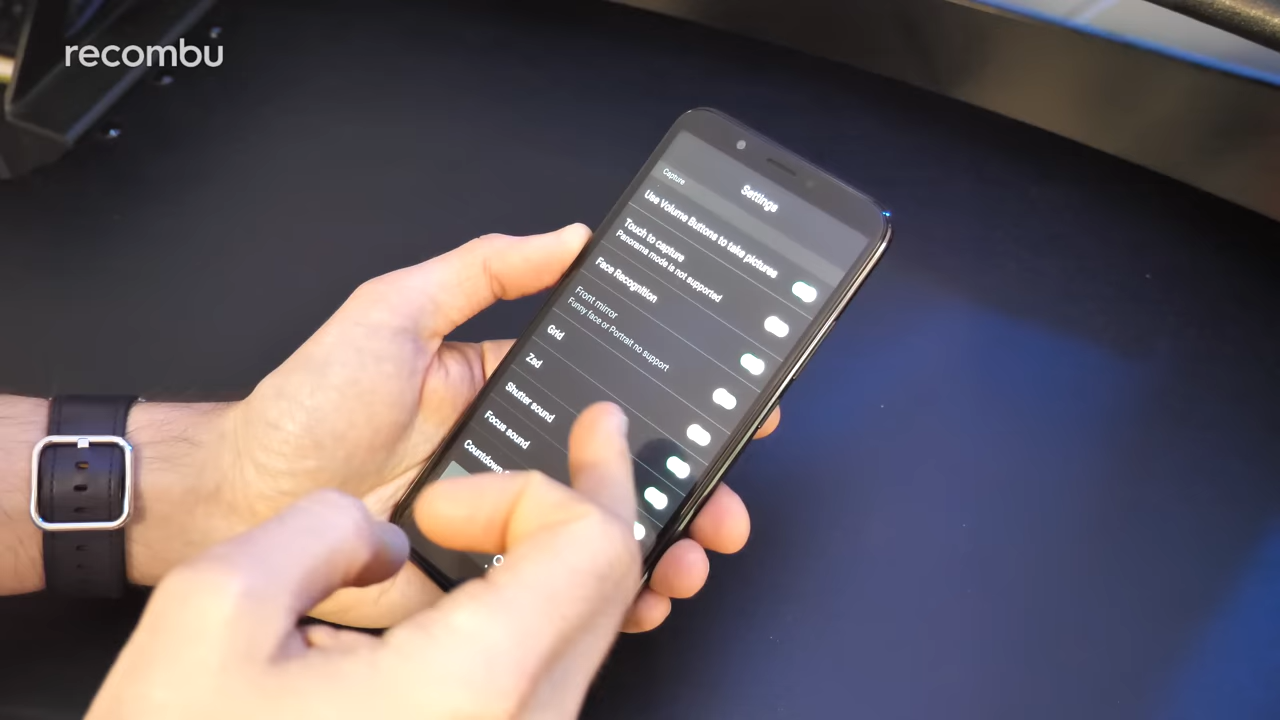 recombu
Settings
Capture
Use Volume Buttons to take pictures
Touch to capture
Panorama mode is not supported
Face Recognition
Front mirror
Funny face or Portrait no support
Grid
Zsd
Shutter sound
Focus sound
Countdown